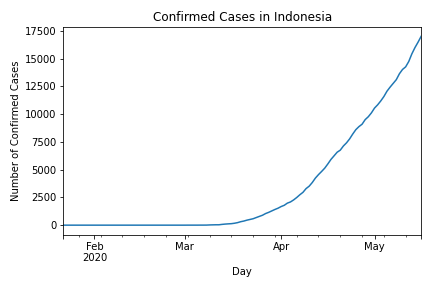 Confirmed Cases in Indonesia
Number of Confirmed Cases
17500
15000
12500
10000
7500
5000
2500
0
Feb Mar Apr May
2020
Day